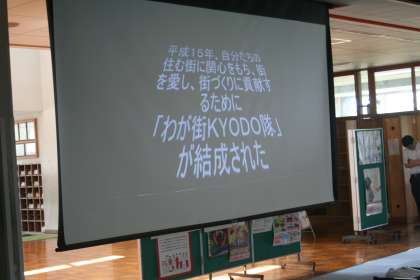 平成15年、自分たちの
住む街に関心をもち、街
を愛し、街づくりに貢献す
るために
「わが街KYODO隊」
が結成された